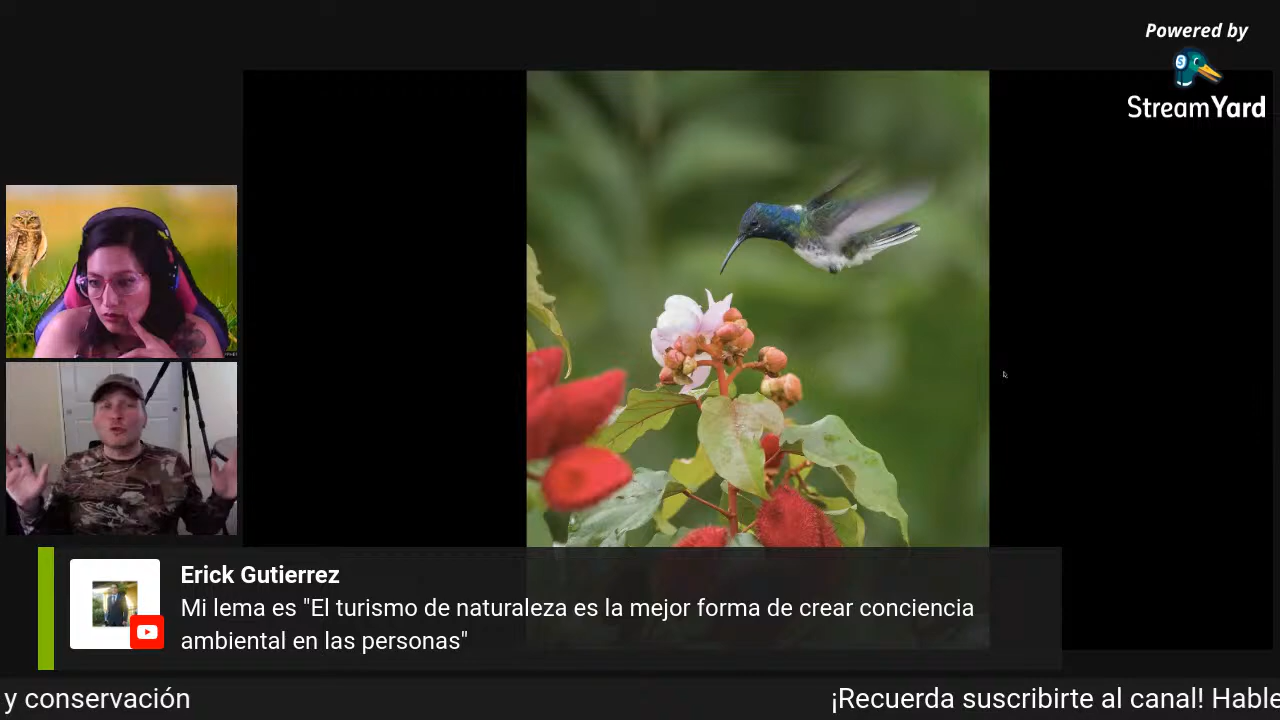 Powered by
StreamYard
Erick Gutierrez
Mi lema es "El turismo de naturaleza es la mejor forma de crear conciencia
ambiental en las personas"
y conservación
¡Recuerda suscribirte al canal! Hable